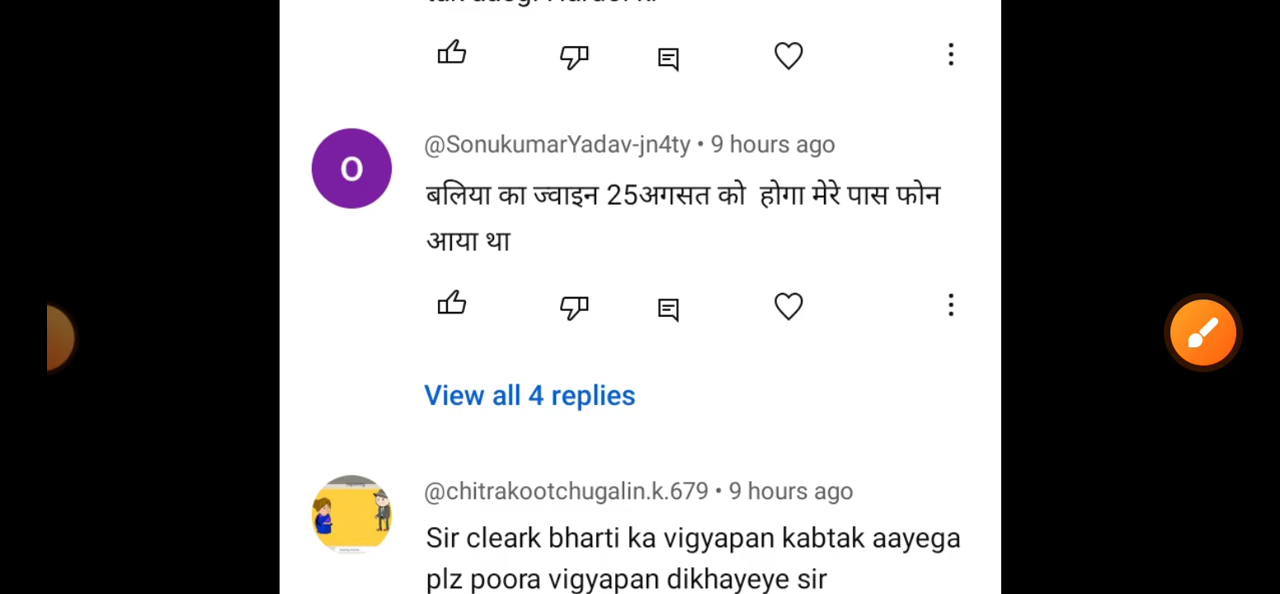 @SonukumarYadav-jn4ty • 9 hours ago
O
बलिया का ज्वाइन 25अगसत को होगा मेरे पास फोन
आया था
View all 4 replies
@chitrakootchugalin.k.679 • 9 hours ago
Sir cleark bharti ka vigyapan kabtak aayega
plz poora vigyapan dikhayeye sir